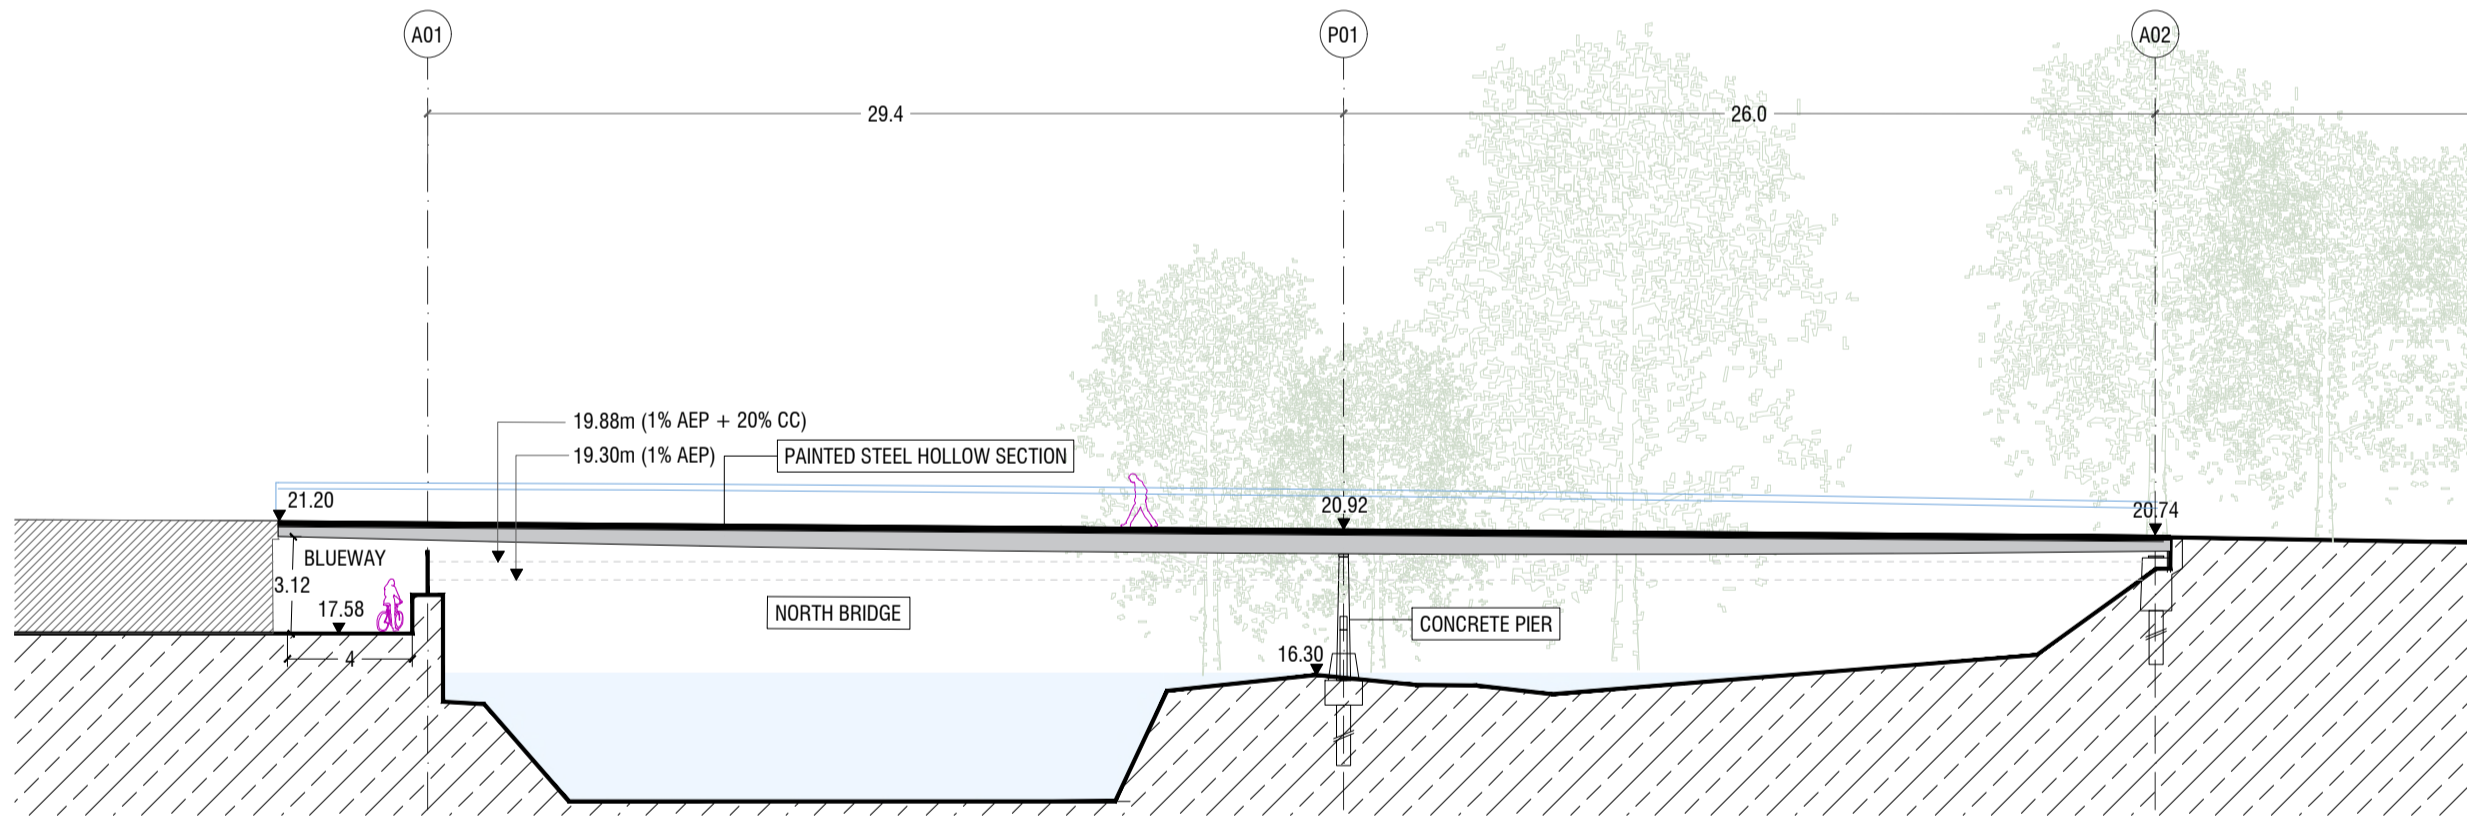 A01
P01
A02
29.4
26.0
19.88m (1% AEP + 20% CC)
19.30m (1% AEP)
PAINTED STEEL HOLLOW SECTION
21.20
20.92
20.74
BLUEWAY
3.12
17.58
NORTH BRIDGE
CONCRETE PIER
16.30
4